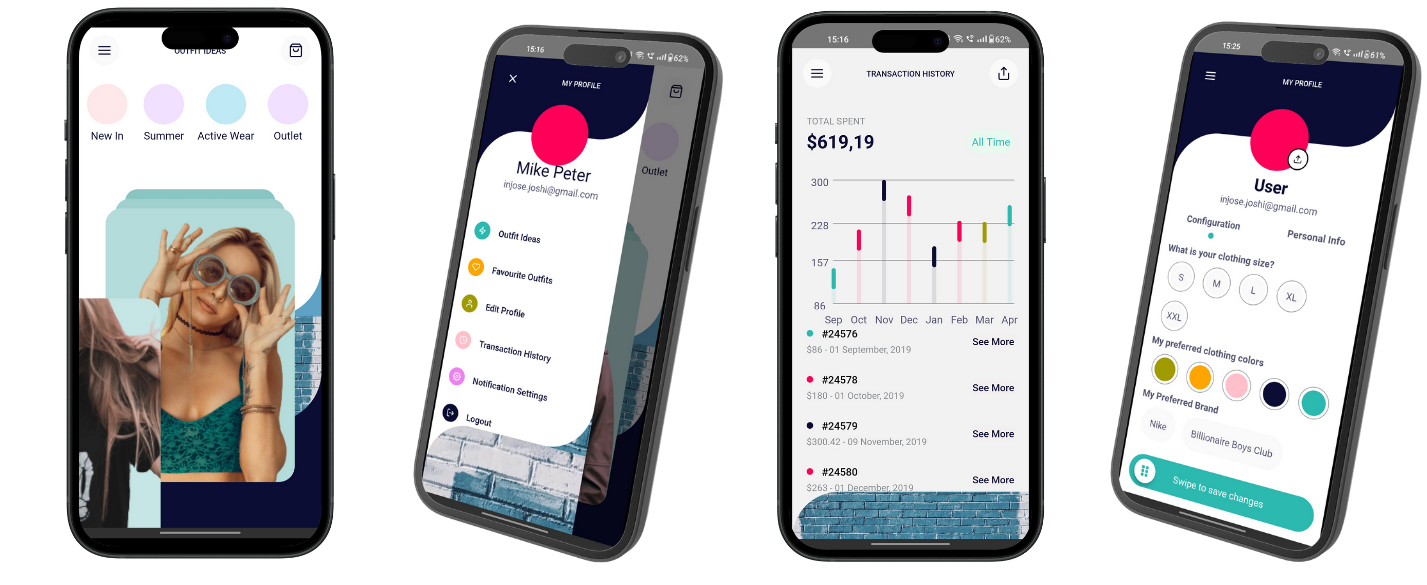 OUTFIT IDEAS
New In
Summer
Active Wear
Outlet
15:16
62%
MY PROFILE
Mike Peter
injose.joshi@gmail.com
Outfit Ideas
Favourite Outfits
Edit Profile
Transaction History
Notification Settings
Logout
Outlet
15:16
62%
TRANSACTION HISTORY
TOTAL SPENT
$619,19
All Time
300
228
157
86
Sep Oct Nov Dec Jan Feb Mar Apr
#24576
See More
$86 - 01 September, 2019
#24578
See More
$180 - 01 October, 2019
#24579
See More
$300.42 - 09 November, 2019
#24580
See More
$263 - 01 December, 2019
15:25
61%
MY PROFILE
User
injose.joshi@gmail.com
Configuration
Personal Info
What is your clothing size?
S
M
L
XL
XXL
My preferred clothing colors
My Preferred Brand
Nike
Billionaire Boys Club
Swipe to save changes